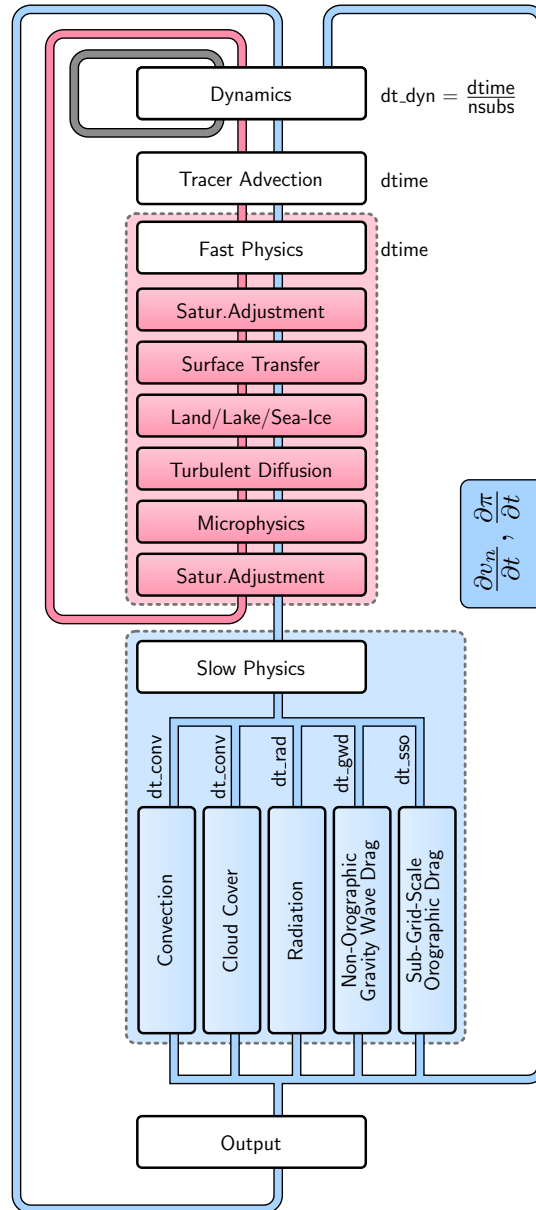 Dynamics
dt_dyn = dtime/nsubs
Tracer Advection
dtime
Fast Physics
dtime
Satur.Adjustment
Surface Transfer
Land/Lake/Sea-Ice
Turbulent Diffusion
Microphysics
Satur.Adjustment
∂vₙ/∂t , ∂π/∂t
Slow Physics
dt_conv
dt_conv
dt_rad
dt_gwd
dt_sso
Convection
Cloud Cover
Radiation
Non-Orographic
Gravity Wave Drag
Sub-Grid-Scale
Orographic Drag
Output